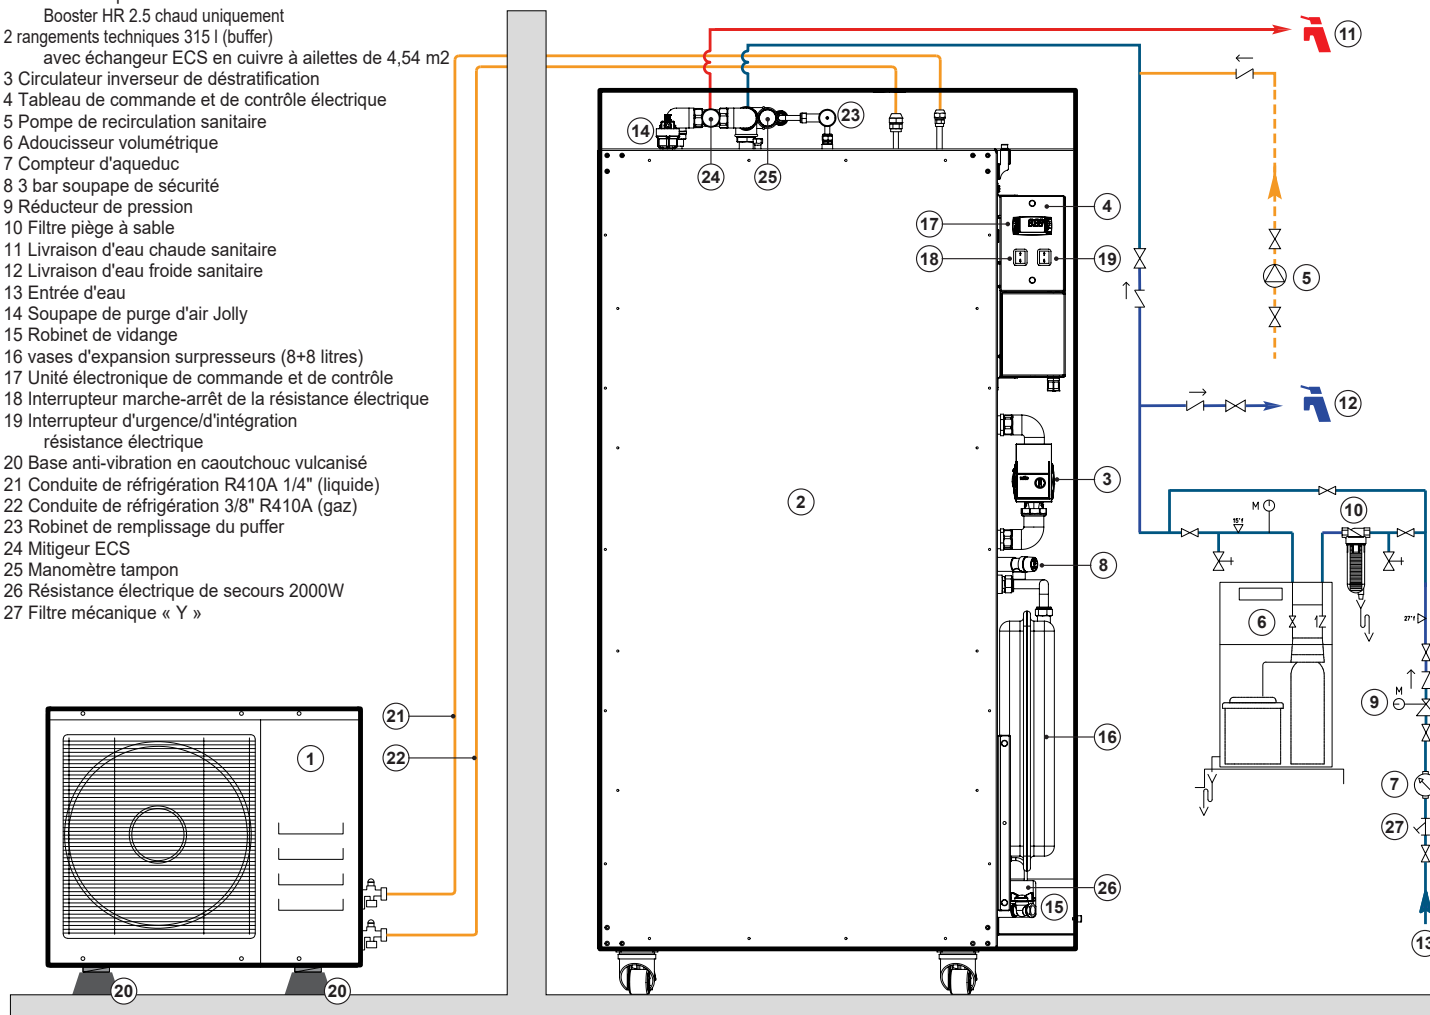 Booster HR 2.5 chaud uniquement
2 rangements techniques 315 l (buffer)
avec échangeur ECS en cuivre à ailettes de 4,54 m2
3 Circulateur inverseur de déstratification
4 Tableau de commande et de contrôle électrique
5 Pompe de recirculation sanitaire
6 Adoucisseur volumétrique
7 Compteur d'aqueduc
8 3 bar soupape de sécurité
9 Réducteur de pression
10 Filtre piège à sable
11 Livraison d'eau chaude sanitaire
12 Livraison d'eau froide sanitaire
13 Entrée d'eau
14 Soupape de purge d'air Jolly
15 Robinet de vidange
16 vases d'expansion surpresseurs (8+8 litres)
17 Unité électronique de commande et de contrôle
18 Interrupteur marche-arrêt de la résistance électrique
19 Interrupteur d'urgence/d'intégration
résistance électrique
20 Base anti-vibration en caoutchouc vulcanisé
21 Conduite de réfrigération R410A 1/4" (liquide)
22 Conduite de réfrigération 3/8" R410A (gaz)
23 Robinet de remplissage du puffer
24 Mitigeur ECS
25 Manomètre tampon
26 Résistance électrique de secours 2000W
27 Filtre mécanique « Y »
11
23
14
24
25
4
17
18
19
5
12
3
2
M
10
15°f
8
6
27°f
M
9
21
22
1
16
7
27
26
15
13
20
20